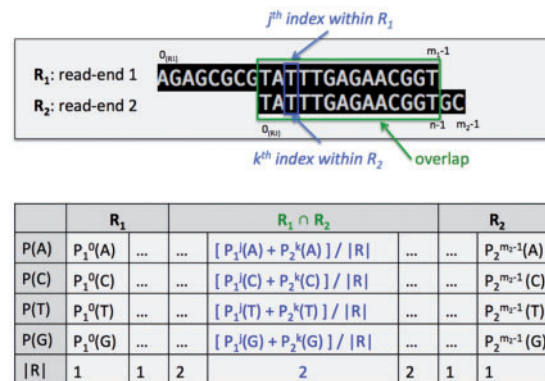 jᵗʰ index within R₁
0₍R1₎ m₁-1
R₁: read-end 1 AGAGCGCGTATTTGAGAACGGT
R₂: read-end 2 TATTTGAGAACGGTGC
0₍RJ₎ n-1 m₂-1
kᵗʰ index within R₂ overlap
R₁ R₁ ∩ R₂ R₂
P(A) P₁⁰(A) ... ... [ P₁ʲ(A) + P₂ᵏ(A) ] / |R| ... ... P₂ᵐ²⁻¹(A)
P(C) P₁⁰(C) ... ... [ P₁ʲ(C) + P₂ᵏ(C) ] / |R| ... ... P₂ᵐ²⁻¹ (C)
P(T) P₁⁰(T) ... ... [ P₁ʲ(T) + P₂ᵏ(T) ] / |R| ... ... P₂ᵐ²⁻¹ (T)
P(G) P₁⁰(G) ... ... [ P₁ʲ(G) + P₂ᵏ(G) ] / |R| ... ... P₂ᵐ²⁻¹ (G)
|R| 1 1 2 2 2 1 1